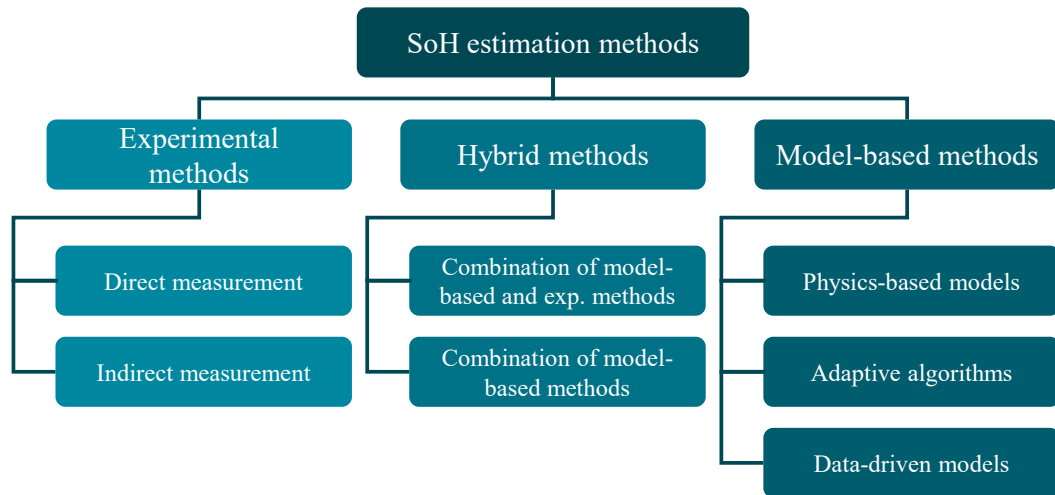 SoH estimation methods
Experimental
methods
Hybrid methods
Model-based methods
Direct measurement
Indirect measurement
Combination of model-
based and exp. methods
Combination of model-
based methods
Physics-based models
Adaptive algorithms
Data-driven models